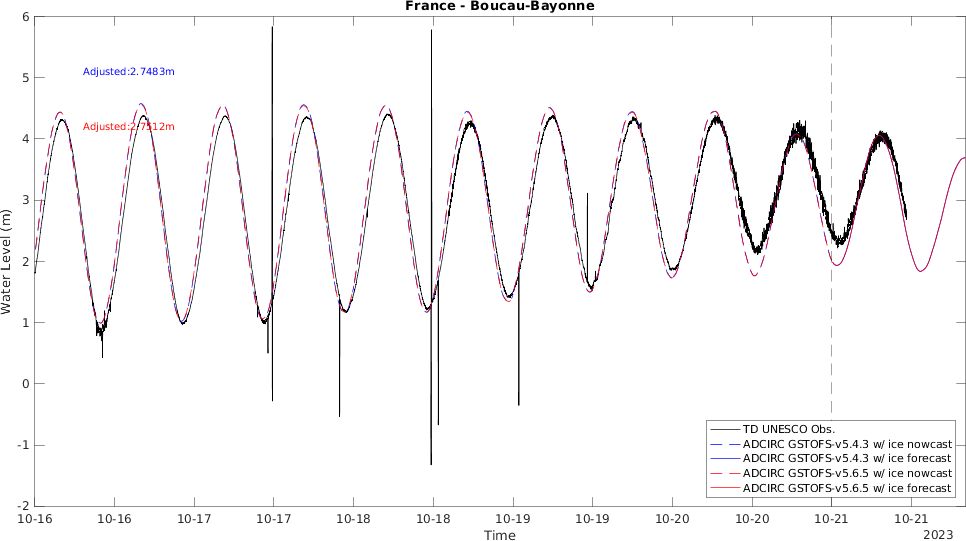 France - Boucau-Bayonne
6
5
4
3
2
1
0
-1
-2
Water Level (m)
Adjusted:2.7483m
Adjusted:2.7512m
TD UNESCO Obs.
ADCIRC GSTOFS-v5.4.3 w/ ice nowcast
ADCIRC GSTOFS-v5.4.3 w/ ice forecast
ADCIRC GSTOFS-v5.6.5 w/ ice nowcast
ADCIRC GSTOFS-v5.6.5 w/ ice forecast
10-16 10-16 10-17 10-17 10-18 10-18 10-19 10-19 10-20 10-20 10-21 10-21
Time
2023